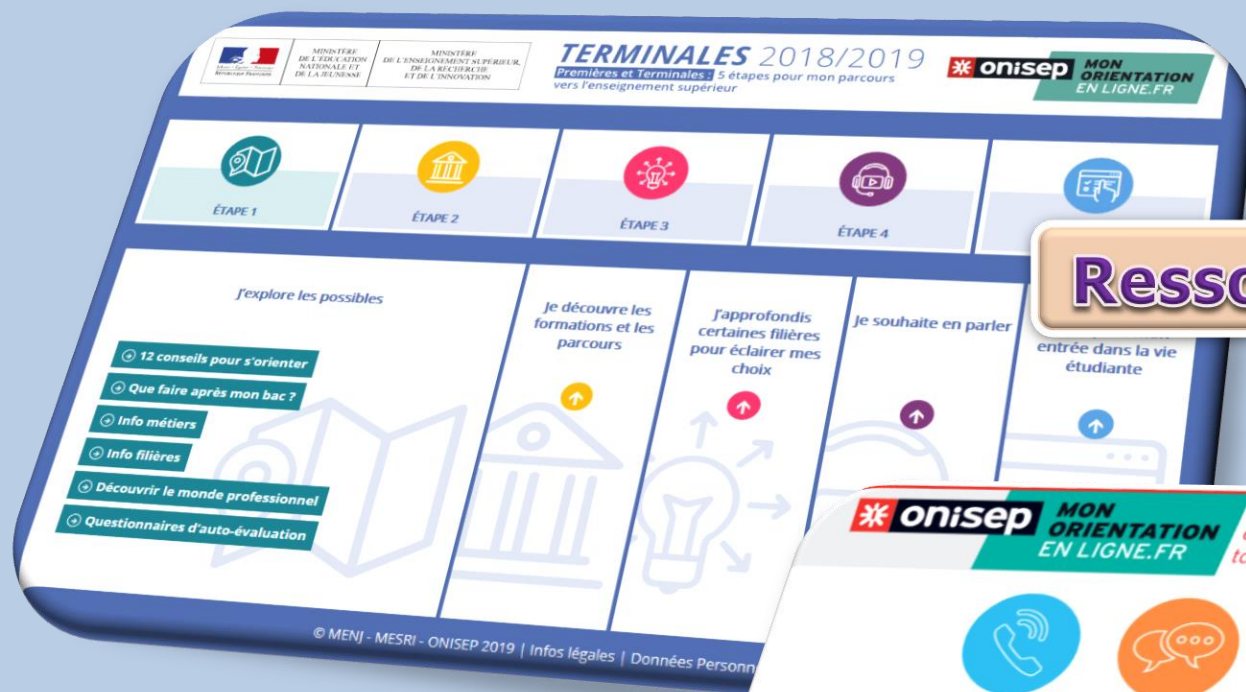 MINISTÈRE
DE L'ÉDUCATION
NATIONALE ET
DE LA JEUNESSE
MINISTÈRE
DE L'ENSEIGNEMENT SUPÉRIEUR,
DE LA RECHERCHE
ET DE L'INNOVATION
TERMINALES 2018/2019
Premières et Terminales : 5 étapes pour mon parcours
vers l'enseignement supérieur
onisep
MON
ORIENTATION
EN LIGNE.FR
ÉTAPE 1
ÉTAPE 2
ÉTAPE 3
ÉTAPE 4
Resso
J'explore les possibles
12 conseils pour s'orienter
Que faire après mon bac ?
Info métiers
Info filières
Découvrir le monde professionnel
Questionnaires d'auto-évaluation
Je découvre les
formations et les
parcours
J'approfondis
certaines filières
pour éclairer mes
choix
Je souhaite en parler
entrée dans la vie
étudiante
© MENJ - MESRI - ONISEP 2019 | Infos légales | Données Personn
onisep
MON
ORIENTATION
EN LIGNE.FR